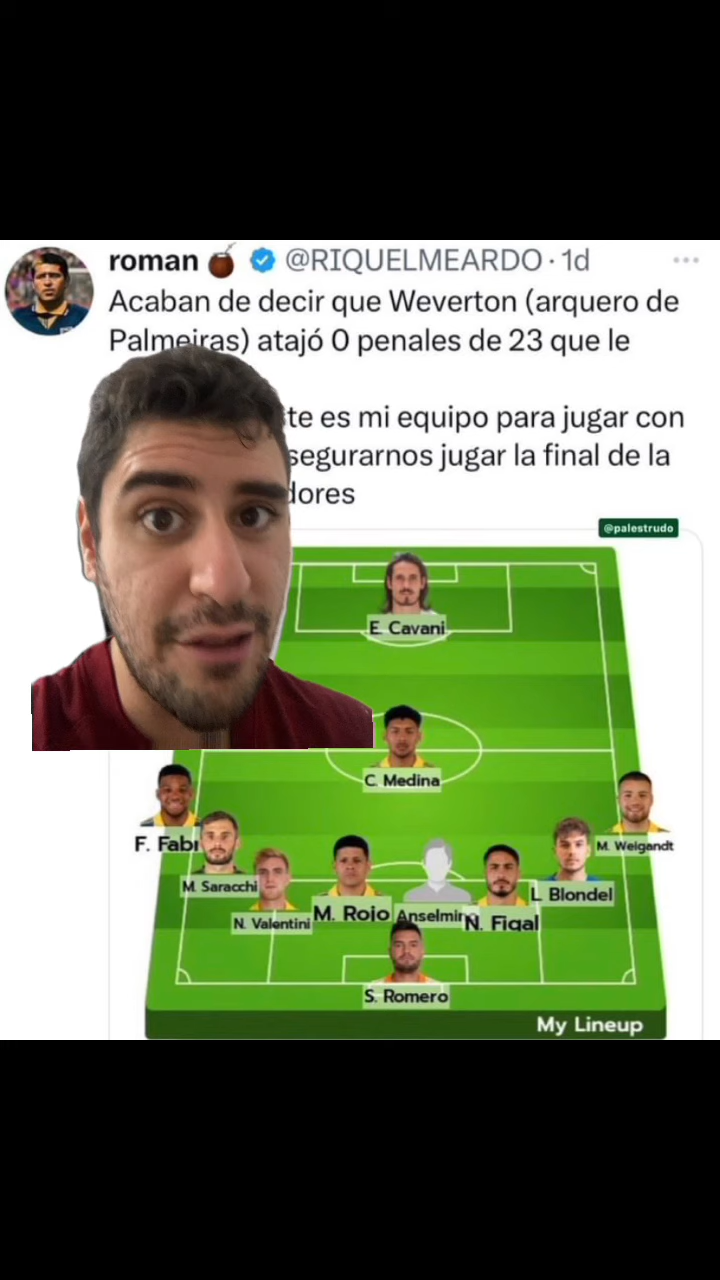 roman @RIQUELMEARDO · 1d
Acaban de decir que Weverton (arquero de
Palmeiras) atajó 0 penales de 23 que le
te es mi equipo para jugar con
segurarnos jugar la final de la
dores
@palestrudo
E. Cavani
C. Medina
F. Fabr
M. Weigandt
M. Saracchi
L. Blondel
N. Valentini
M. Rojo
Anselmin
N. Figal
S. Romero
My Lineup